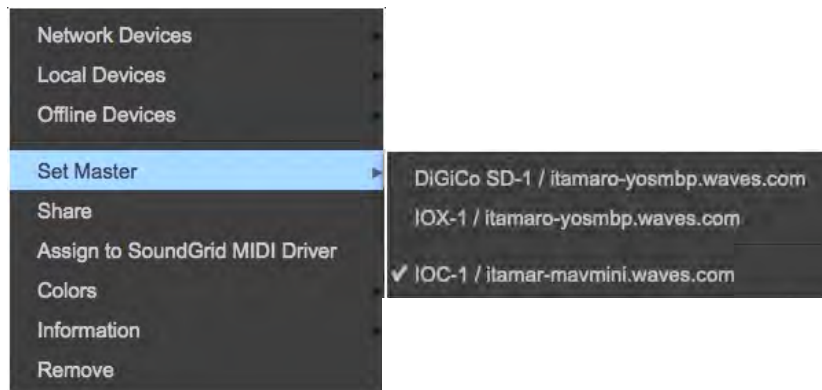 Network Devices
Local Devices
Offline Devices
Set Master
Share
Assign to SoundGrid MIDI Driver
Colors
Information
Remove
DiGiCo SD-1 / itamaro-yosmbp.waves.com
IOX-1 / itamaro-yosmbp.waves.com
IOC-1 / itamar-mavmini.waves.com